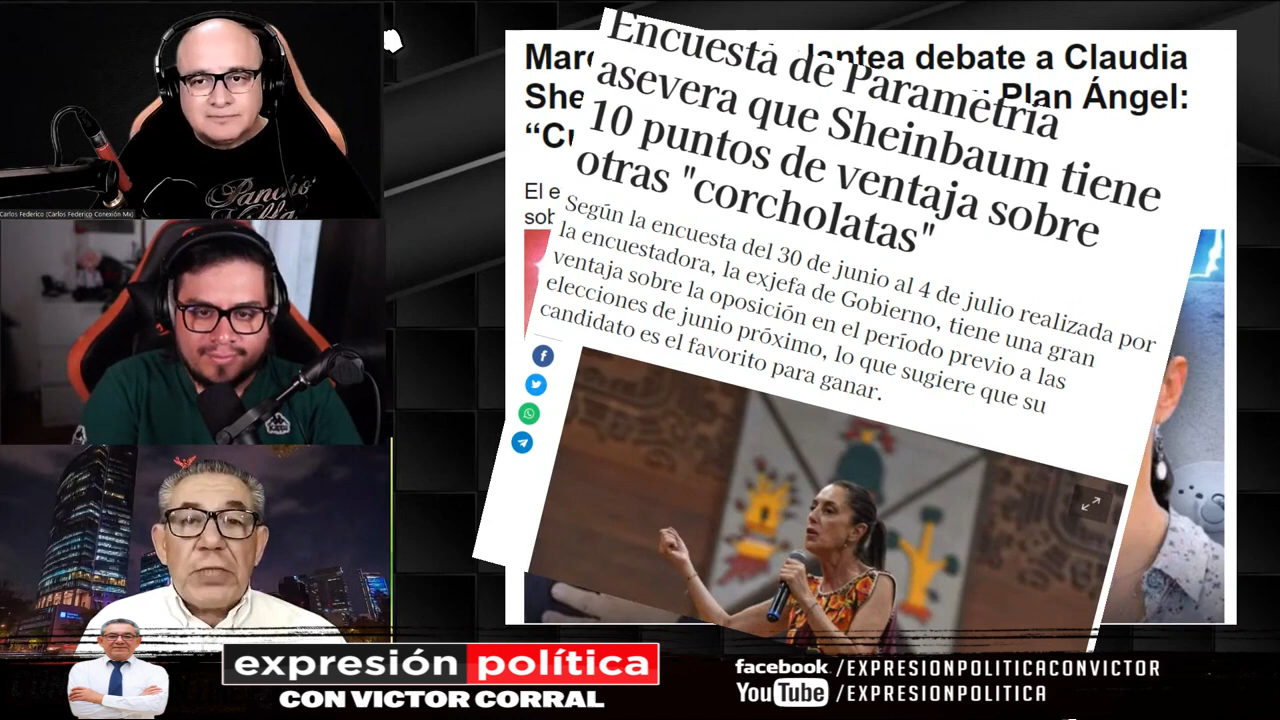 Pancho
Villa
Carlos Federico (Carlos Federico Conexión Mx)
antea debate a Claudia
Plan Ángel:
El e
sob
Encuesta de Parametría
asevera que Sheinbaum tiene
10 puntos de ventaja sobre
otras "corcholatas"
Según la encuesta del 30 de junio al 4 de julio realizada por
la encuestadora, la exjefa de Gobierno, tiene una gran
ventaja sobre la oposición en el período previo a las
elecciones de junio próximo, lo que sugiere que su
candidato es el favorito para ganar.
expresión política
CON VICTOR CORRAL
facebook /EXPRESIONPOLITICACONVICTOR
YouTube /EXPRESIONPOLITICA